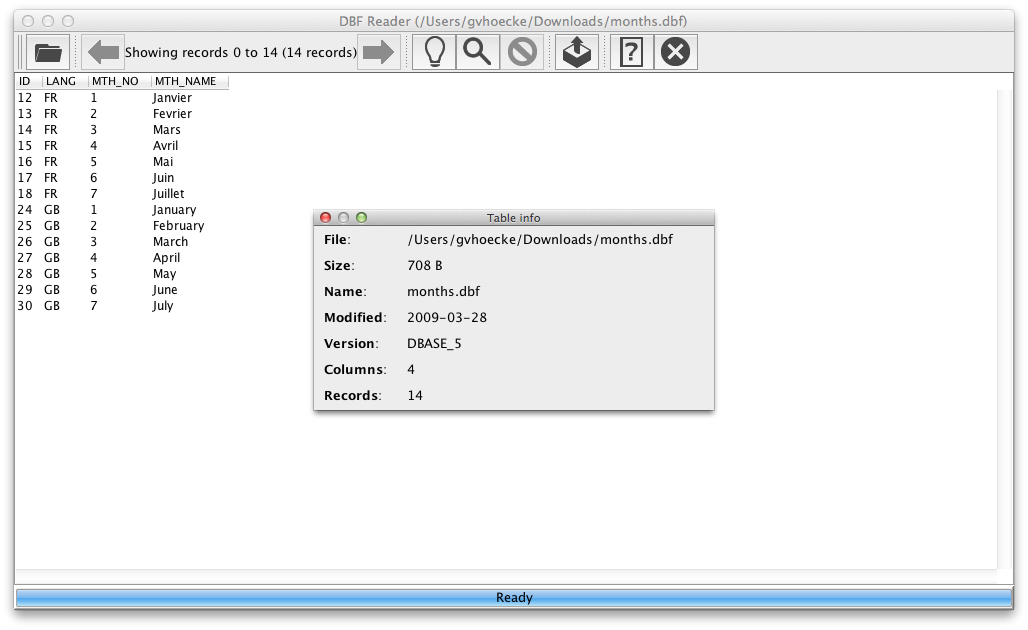 DBF Reader (/Users/gvhoecke/Downloads/months.dbf)
Showing records 0 to 14 (14 records)
ID LANG MTH_NO MTH_NAME
12 FR 1 Janvier
13 FR 2 Fevrier
14 FR 3 Mars
15 FR 4 Avril
16 FR 5 Mai
17 FR 6 Juin
18 FR 7 Juillet
24 GB 1 January
25 GB 2 February
26 GB 3 March
27 GB 4 April
28 GB 5 May
29 GB 6 June
30 GB 7 July
Table info
File: /Users/gvhoecke/Downloads/months.dbf
Size: 708 B
Name: months.dbf
Modified: 2009-03-28
Version: DBASE_5
Columns: 4
Records: 14
Ready